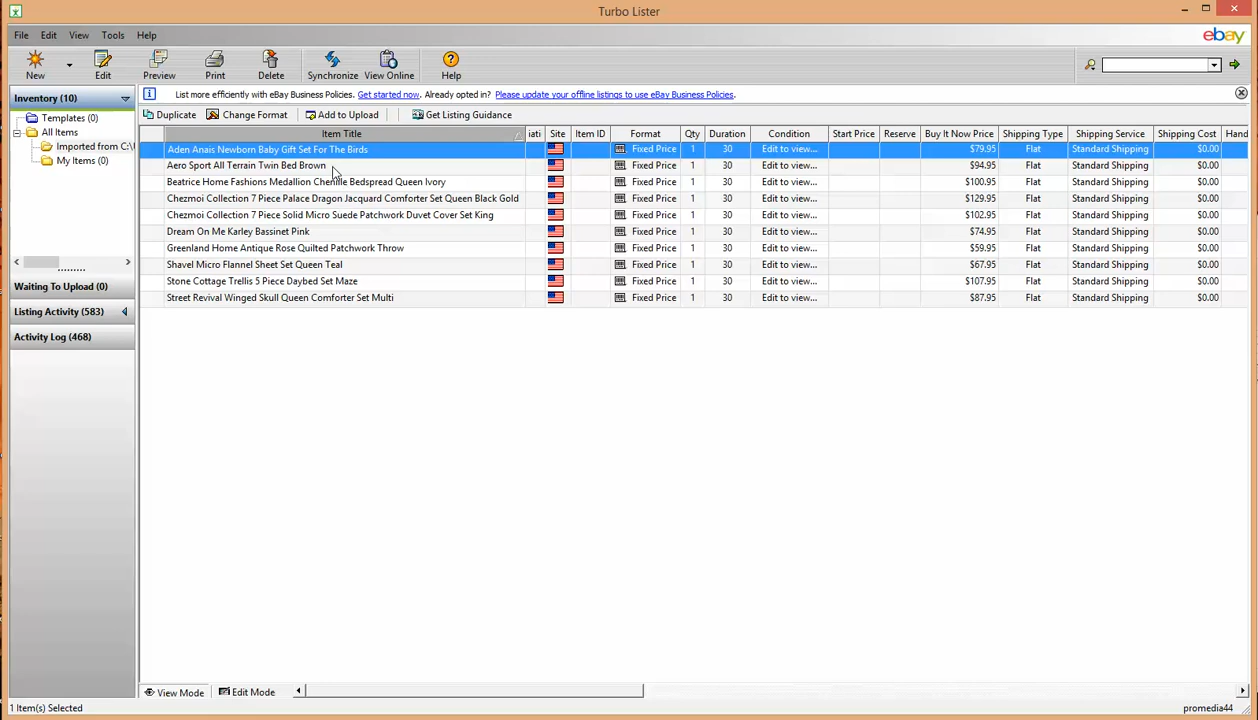 Turbo Lister
File Edit View Tools Help
ebay
New Edit Preview Print Delete Synchronize View Online Help
Inventory (10)
Templates (0)
All Items
Imported from C:\
My Items (0)
Waiting To Upload (0)
Listing Activity (583)
Activity Log (468)
List more efficiently with eBay Business Policies. Get started now. Already opted in? Please update your offline listings to use eBay Business Policies.
Duplicate Change Format Add to Upload Get Listing Guidance
Item Title iati Site Item ID Format Qty Duration Condition Start Price Reserve Buy It Now Price Shipping Type Shipping Service Shipping Cost Hand
Aden Anais Newborn Baby Gift Set For The Birds Fixed Price 1 30 Edit to view... $79.95 Flat Standard Shipping $0.00
Aero Sport All Terrain Twin Bed Brown Fixed Price 1 30 Edit to view... $94.95 Flat Standard Shipping $0.00
Beatrice Home Fashions Medallion Chenille Bedspread Queen Ivory Fixed Price 1 30 Edit to view... $100.95 Flat Standard Shipping $0.00
Chezmoi Collection 7 Piece Palace Dragon Jacquard Comforter Set Queen Black Gold Fixed Price 1 30 Edit to view... $129.95 Flat Standard Shipping $0.00
Chezmoi Collection 7 Piece Solid Micro Suede Patchwork Duvet Cover Set King Fixed Price 1 30 Edit to view... $102.95 Flat Standard Shipping $0.00
Dream On Me Karley Bassinet Pink Fixed Price 1 30 Edit to view... $74.95 Flat Standard Shipping $0.00
Greenland Home Antique Rose Quilted Patchwork Throw Fixed Price 1 30 Edit to view... $59.95 Flat Standard Shipping $0.00
Shavel Micro Flannel Sheet Set Queen Teal Fixed Price 1 30 Edit to view... $67.95 Flat Standard Shipping $0.00
Stone Cottage Trellis 5 Piece Daybed Set Maze Fixed Price 1 30 Edit to view... $107.95 Flat Standard Shipping $0.00
Street Revival Winged Skull Queen Comforter Set Multi Fixed Price 1 30 Edit to view... $87.95 Flat Standard Shipping $0.00
View Mode Edit Mode
1 Item(s) Selected promedia44